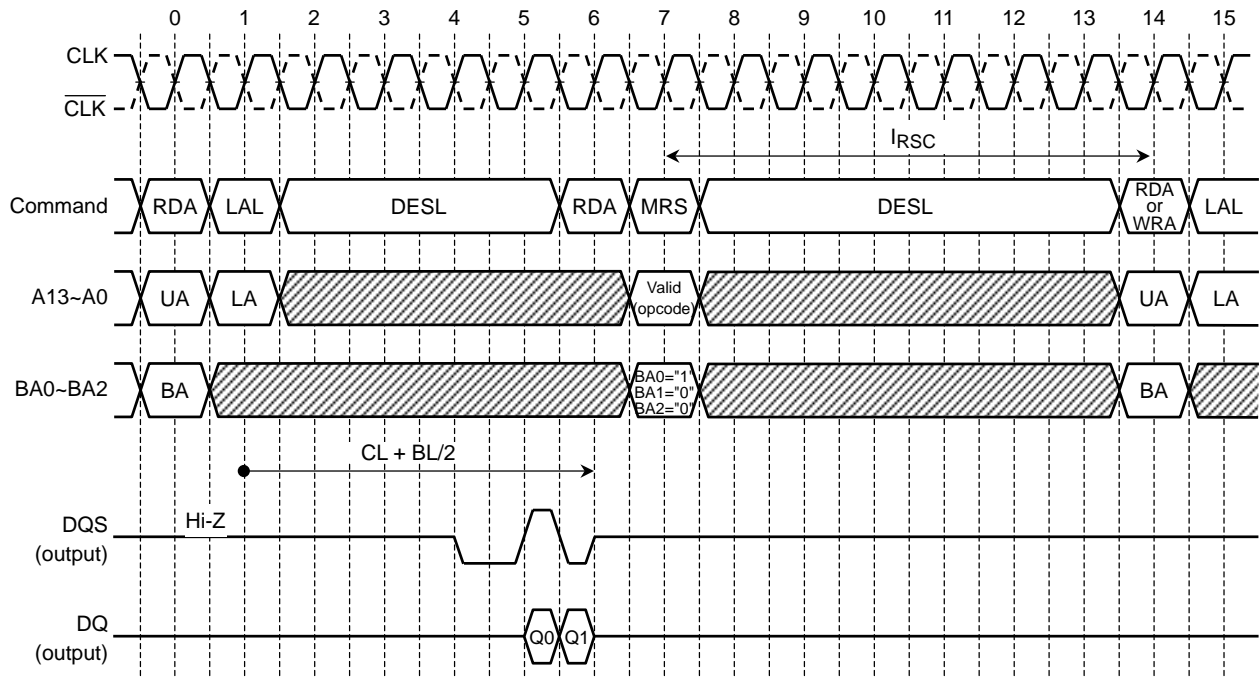 0 1 2 3 4 5 6 7 8 9 10 11 12 13 14 15
CLK
CLK
IRSC
Command RDA LAL DESL RDA MRS DESL RDA or WRA LAL
A13~A0 UA LA Valid (opcode) UA LA
BA0~BA2 BA BA0="1" BA1="0" BA2="0" BA
CL + BL/2
DQS (output) Hi-Z
DQ (output) Q0 Q1